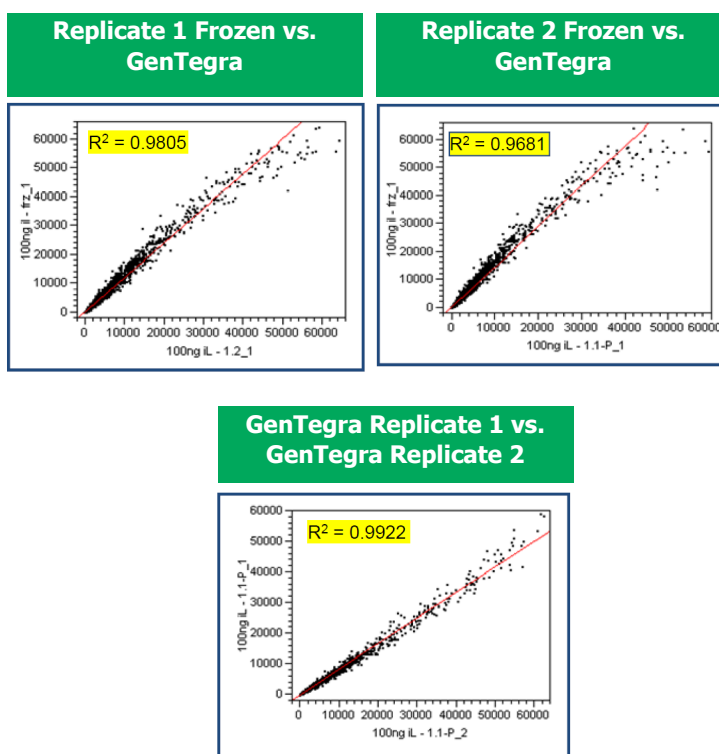 Replicate 1 Frozen vs.
GenTegra
Replicate 2 Frozen vs.
GenTegra
R² = 0.9805
100ng il - frz_1
60000
50000
40000
30000
20000
10000
0
0 10000 20000 30000 40000 50000 60000
100ng iL - 1.2_1
R² = 0.9681
100ng il - frz_1
60000
50000
40000
30000
20000
10000
0
0 10000 20000 30000 40000 50000 60000
100ng iL - 1.1-P_1
GenTegra Replicate 1 vs.
GenTegra Replicate 2
R² = 0.9922
100ng iL - 1.1-P_1
60000
50000
40000
30000
20000
10000
0
0 10000 20000 30000 40000 50000 60000
100ng iL - 1.1-P_2